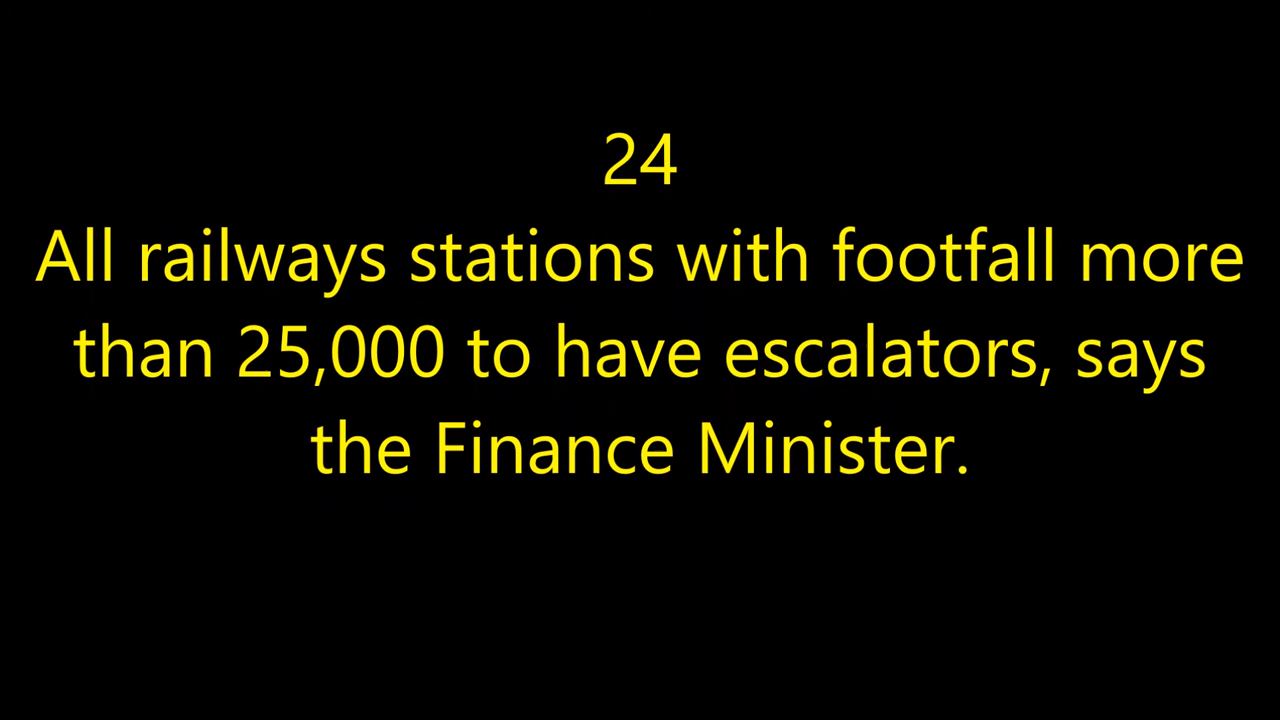 24
All railways stations with footfall more
than 25,000 to have escalators, says
the Finance Minister.